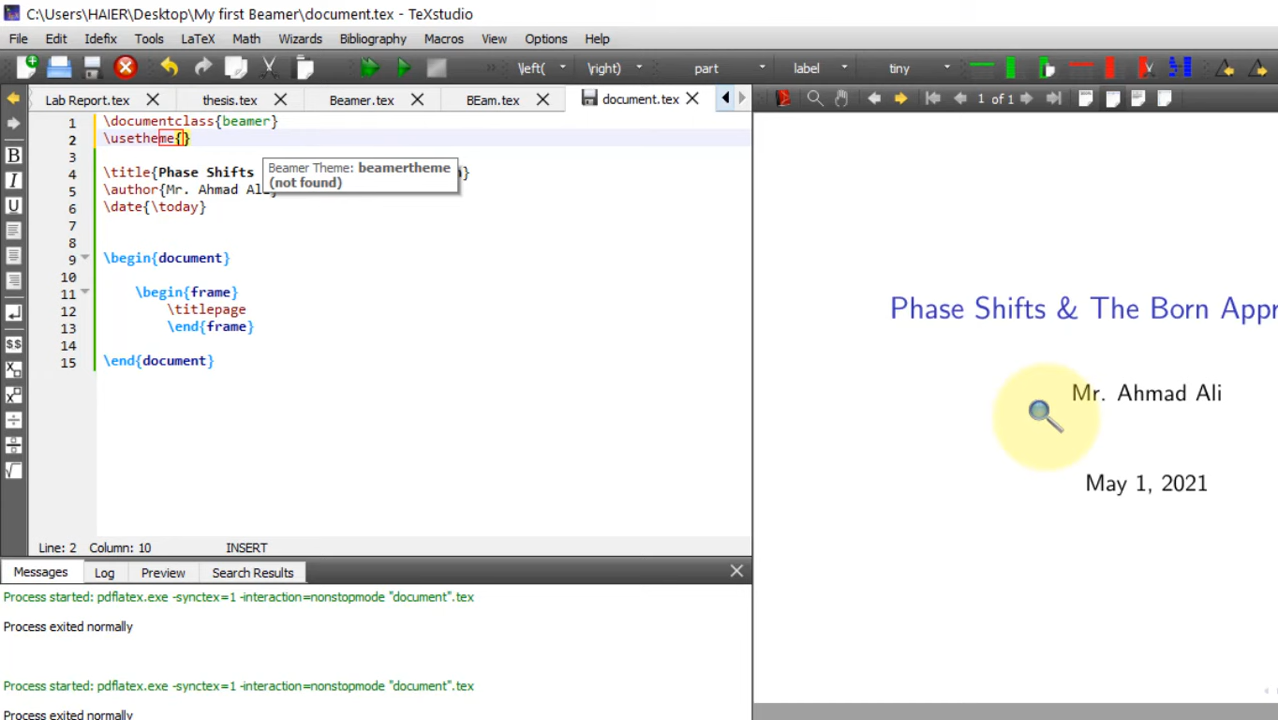 C:\Users\HAIER\Desktop\My first Beamer\document.tex - TeXstudio
File Edit Idefix Tools LaTeX Math Wizards Bibliography Macros View Options Help
\left( \right) part label tiny
Lab Report.tex thesis.tex Beamer.tex BEam.tex document.tex 1 of 1
1 \documentclass{beamer}
2 \usetheme{}
3
Beamer Theme: beamertheme
(not found)
4 \title{Phase Shifts }
5 \author{Mr. Ahmad Al
6 \date{\today}
7
8
9 \begin{document}
10
11 \begin{frame}
12 \titlepage
13 \end{frame}
14
15 \end{document}
Phase Shifts & The Born Appr
Mr. Ahmad Ali
May 1, 2021
B
I
U
$$
Line: 2 Column: 10 INSERT
Messages Log Preview Search Results
Process started: pdflatex.exe -synctex=1 -interaction=nonstopmode "document".tex
Process exited normally
Process started: pdflatex.exe -synctex=1 -interaction=nonstopmode "document".tex
Process exited normally